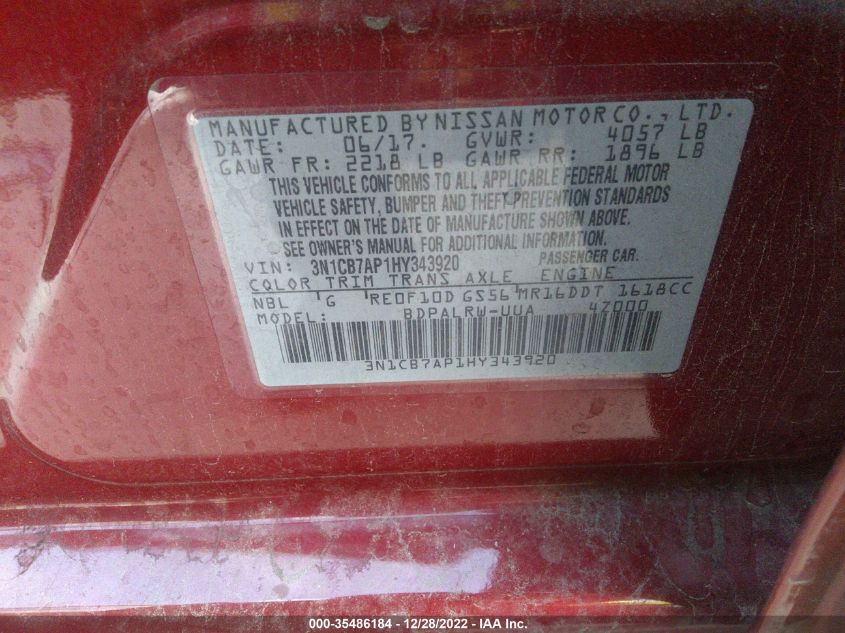 MANUFACTURED BY NISSAN MOTOR CO., LTD.
DATE: 06/17. GVWR: 4057 LB
GAWR FR: 2218 LB GAWR RR: 1896 LB
THIS VEHICLE CONFORMS TO ALL APPLICABLE FEDERAL MOTOR
VEHICLE SAFETY, BUMPER AND THEFT PREVENTION STANDARDS
IN EFFECT ON THE DATE OF MANUFACTURE SHOWN ABOVE.
SEE OWNER'S MANUAL FOR ADDITIONAL INFORMATION.
VIN: 3N1CB7AP1HY343920 PASSENGER CAR.
COLOR TRIM TRANS AXLE ENGINE
NBL G RE0F10D GS56 MR16DDT 1618CC
MODEL: BDPALRW-UUA 47000
3N1CB7AP1HY343920
000-35486184 - 12/28/2022 - IAA Inc.